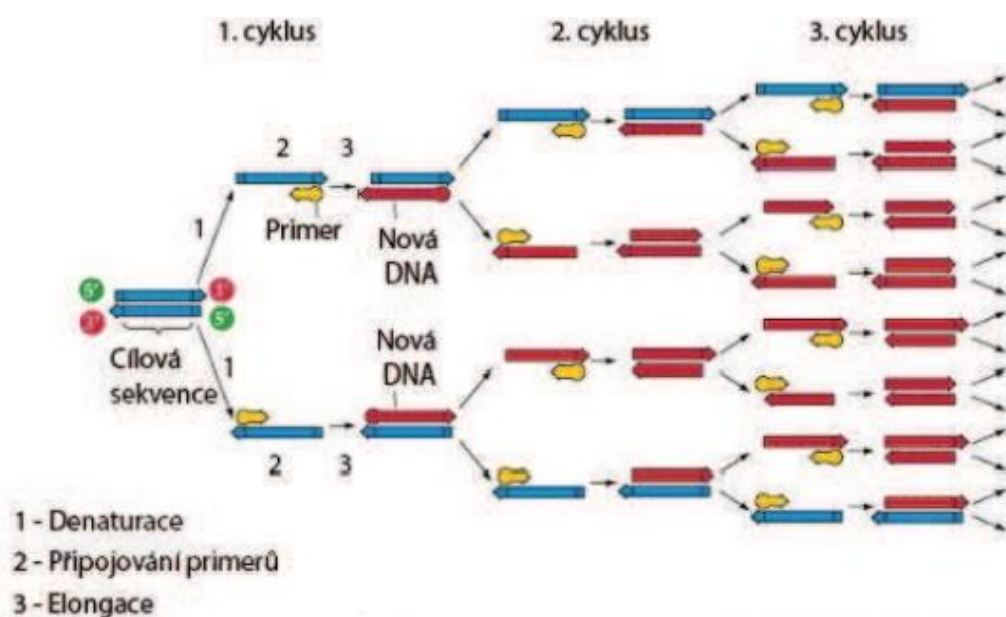 1. cyklus
2. cyklus
3. cyklus
2
3
1
Primer
Nová
DNA
5'
3'
3'
5'
Cílová
sekvence
1
Nová
DNA
2
3
1 - Denaturace
2 - Připojování primerů
3 - Elongace